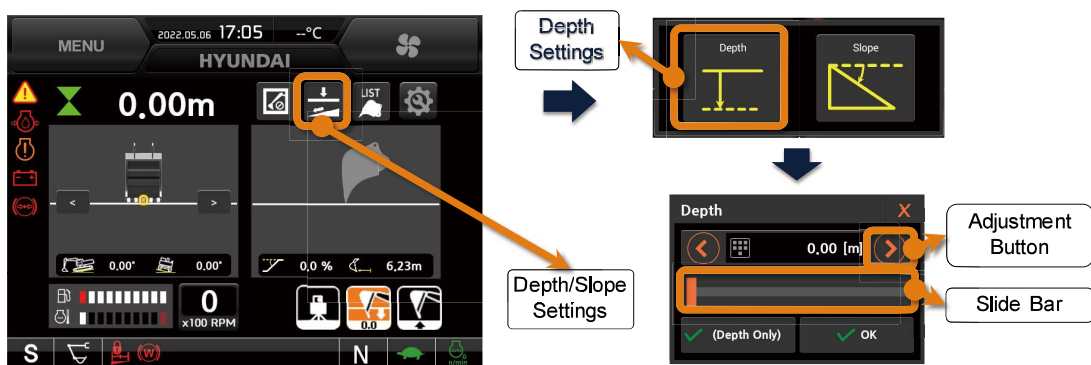 MENU
2022.05.06 17:05 --°C
HYUNDAI
0.00m
LIST
<
>
0.00°
0.00°
0.0 %
6.23m
0
x100 RPM
0.0
S
C
(W)
N
n/min
Depth/Slope
Settings
Depth
Settings
Depth
Slope
Depth
X
0.00 [m]
(Depth Only)
OK
Adjustment
Button
Slide Bar